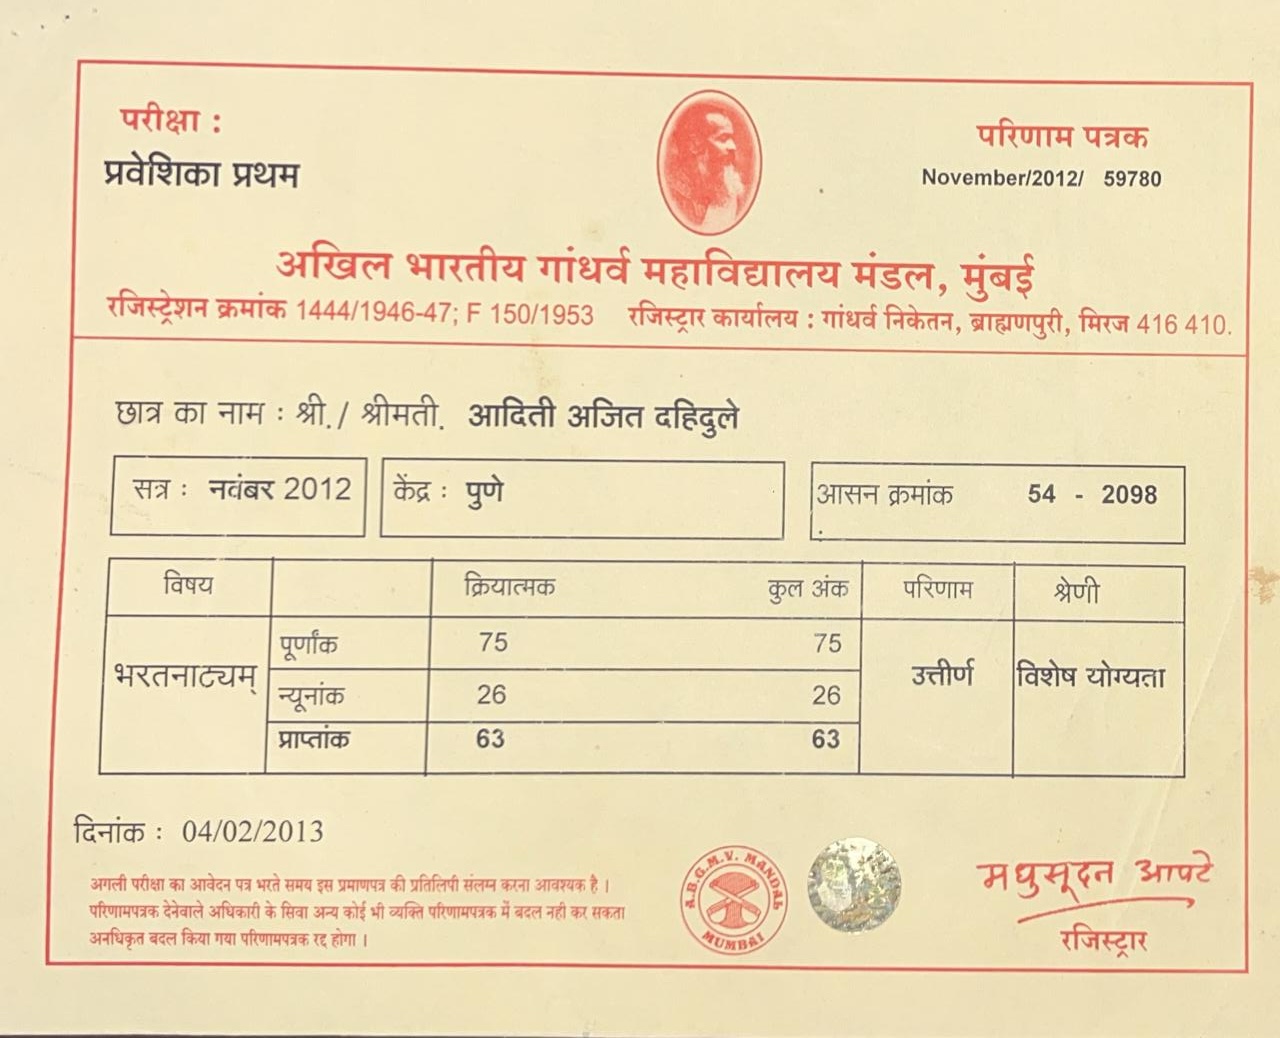 परीक्षा :
प्रवेशिका प्रथम
परिणाम पत्रक
November/2012/ 59780
अखिल भारतीय गांधर्व महाविद्यालय मंडल, मुंबई
रजिस्ट्रेशन क्रमांक 1444/1946-47; F 150/1953 रजिस्ट्रार कार्यालय : गांधर्व निकेतन, ब्राह्मणपुरी, मिरज 416 410.
छात्र का नाम : श्री. / श्रीमती. आदिती अजित दहिदुले
सत्र : नवंबर 2012 केंद्र : पुणे आसन क्रमांक : 54 - 2098
विषय क्रियात्मक कुल अंक परिणाम श्रेणी
पूर्णांक 75 75
भरतनाट्यम् उत्तीर्ण विशेष योग्यता
न्यूनांक 26 26
प्राप्तांक 63 63
दिनांक : 04/02/2013
अगली परीक्षा का आवेदन पत्र भरते समय इस प्रमाणपत्र की प्रतिलिपी संलग्न करना आवश्यक है ।
परिणामपत्रक देनेवाले अधिकारी के सिवा अन्य कोई भी व्यक्ति परिणामपत्रक में बदल नही कर सकता
अनधिकृत बदल किया गया परिणामपत्रक रद्द होगा ।
A.B.G.M.V. MANDAL
MUMBAI
मधुसूदन आपटे
रजिस्ट्रार